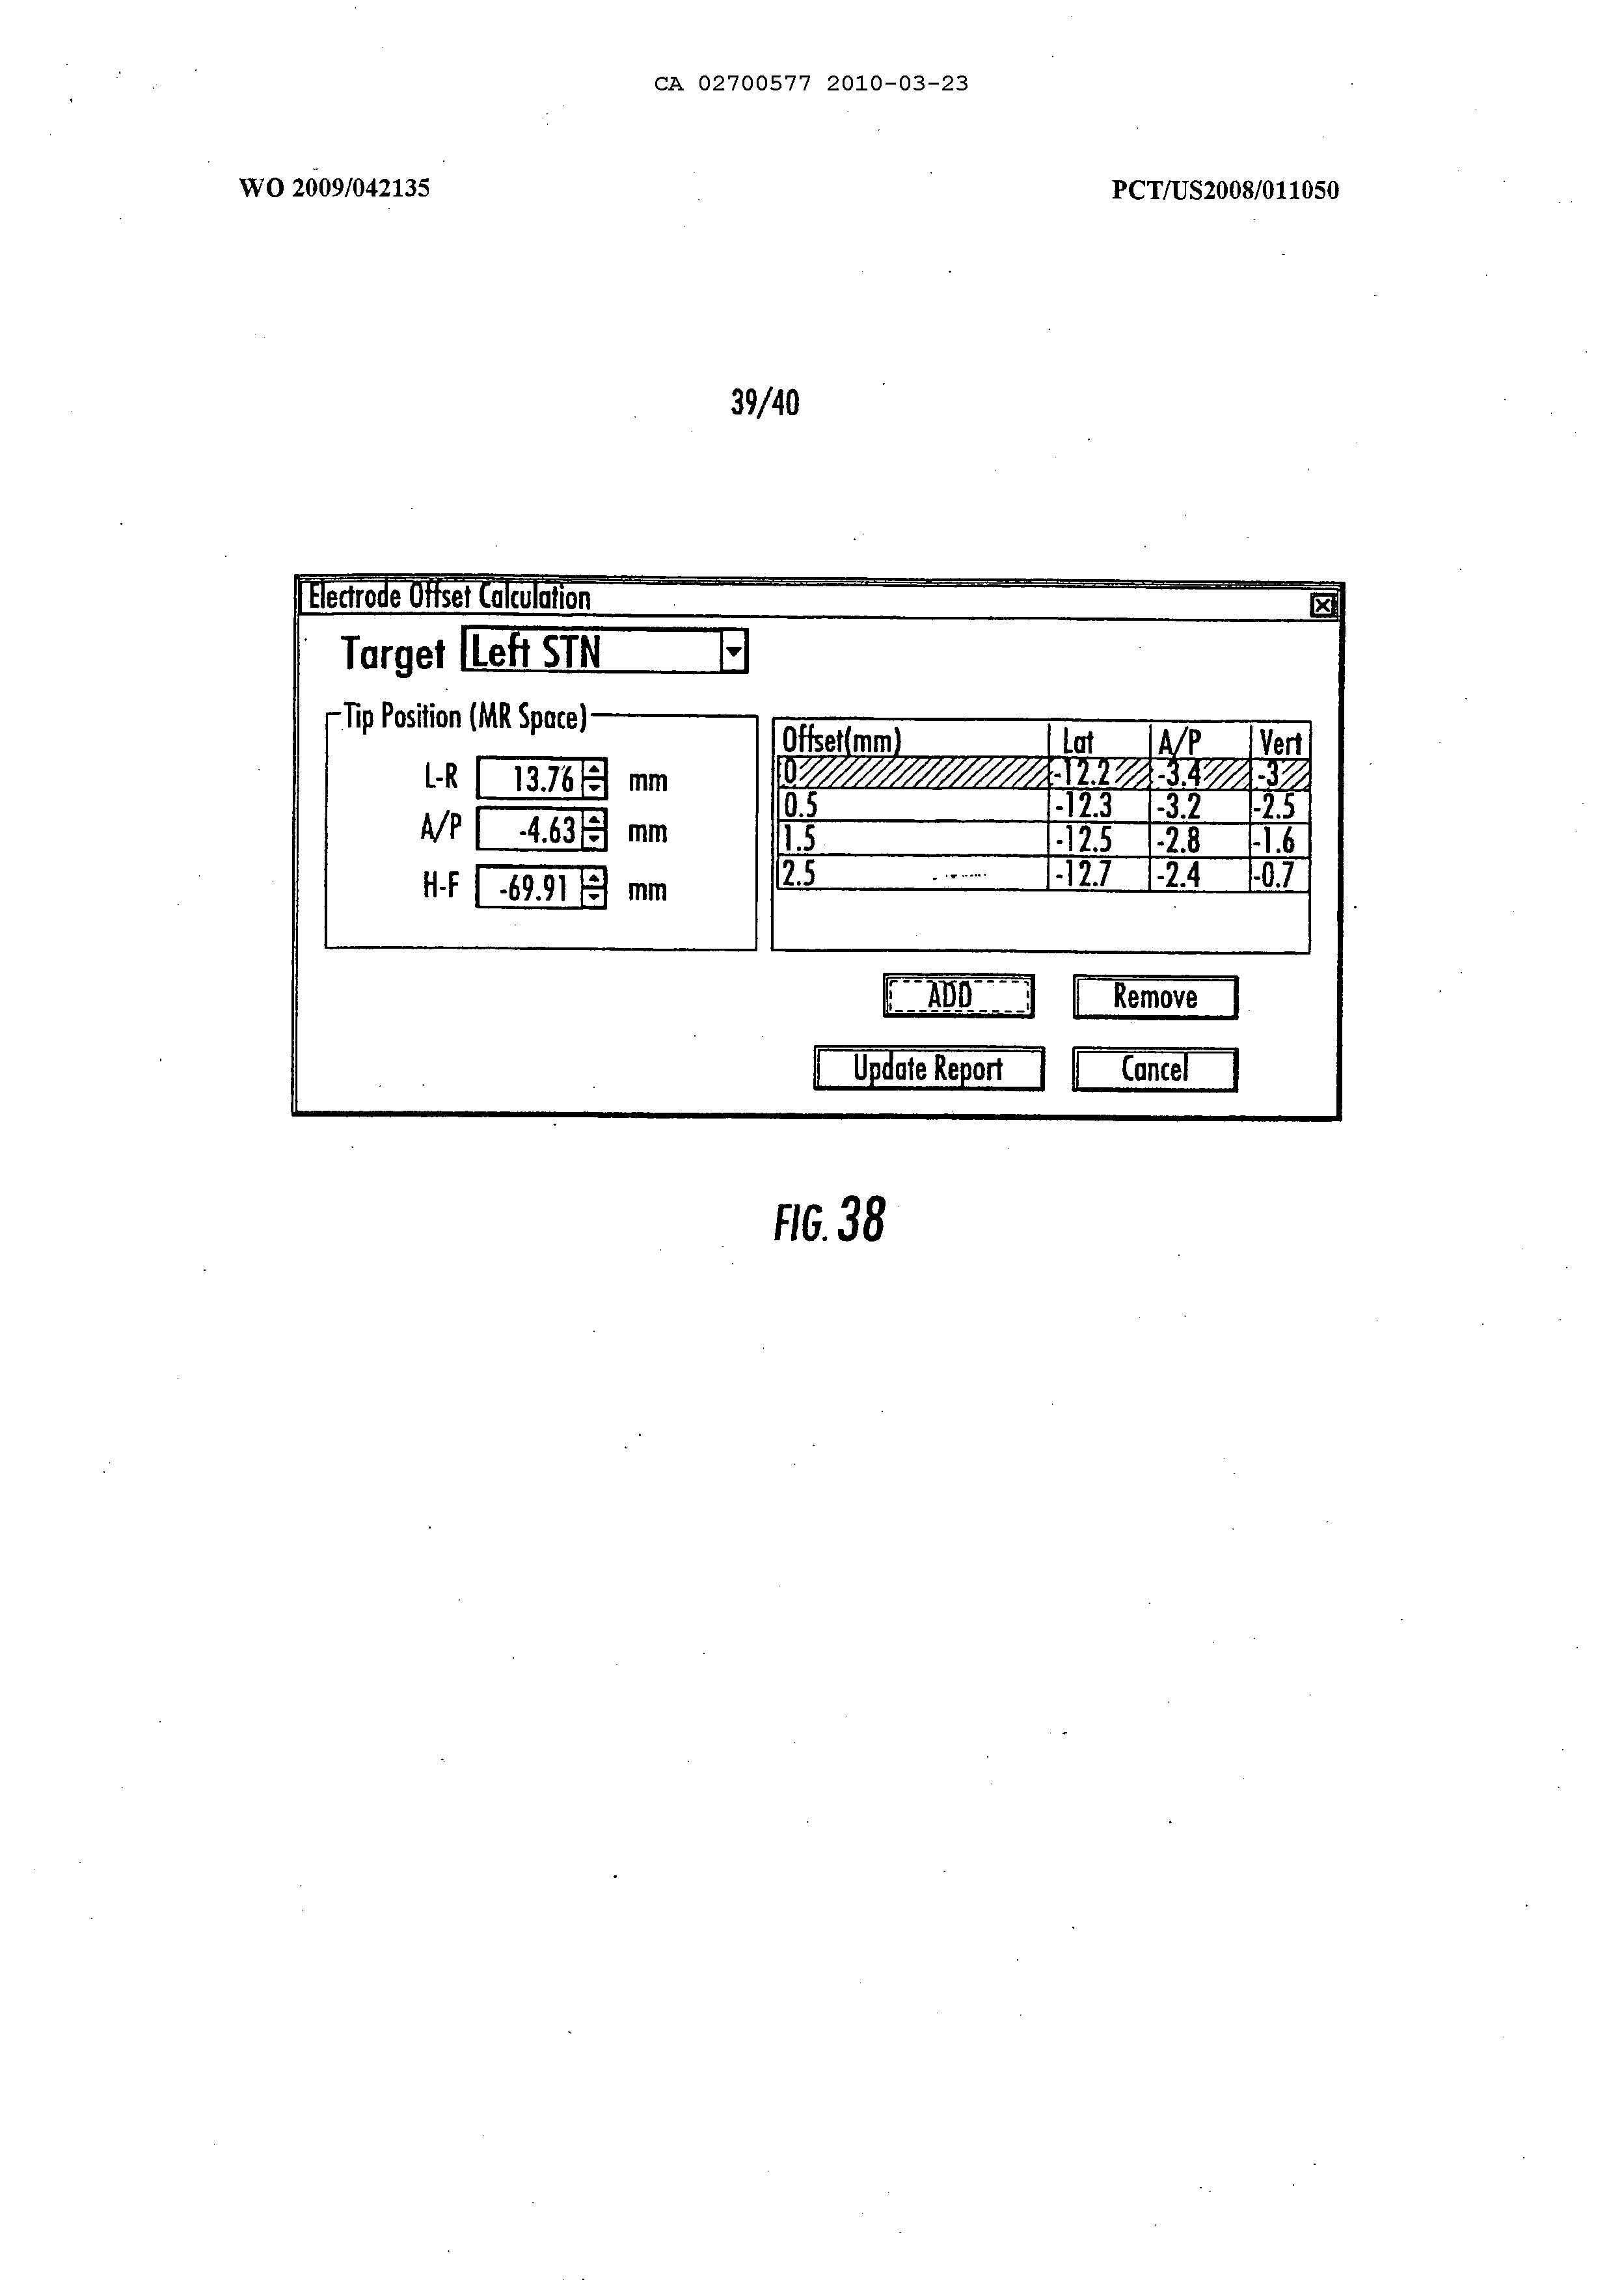 CA 02700577 2010-03-23
WO 2009/042135 PCT/US2008/011050
39/40
Electrode Offset Calculation
Target Left STN
Tip Position (MR Space)
L-R 13.76 mm
A/P -4.63 mm
H-F -69.91 mm
Offset(mm) Lat A/P Vert
0 -12.2 -3.4 -3
0.5 -12.3 -3.2 -2.5
1.5 -12.5 -2.8 -1.6
2.5 -12.7 -2.4 -0.7
ADD Remove
Update Report Cancel
FIG. 38